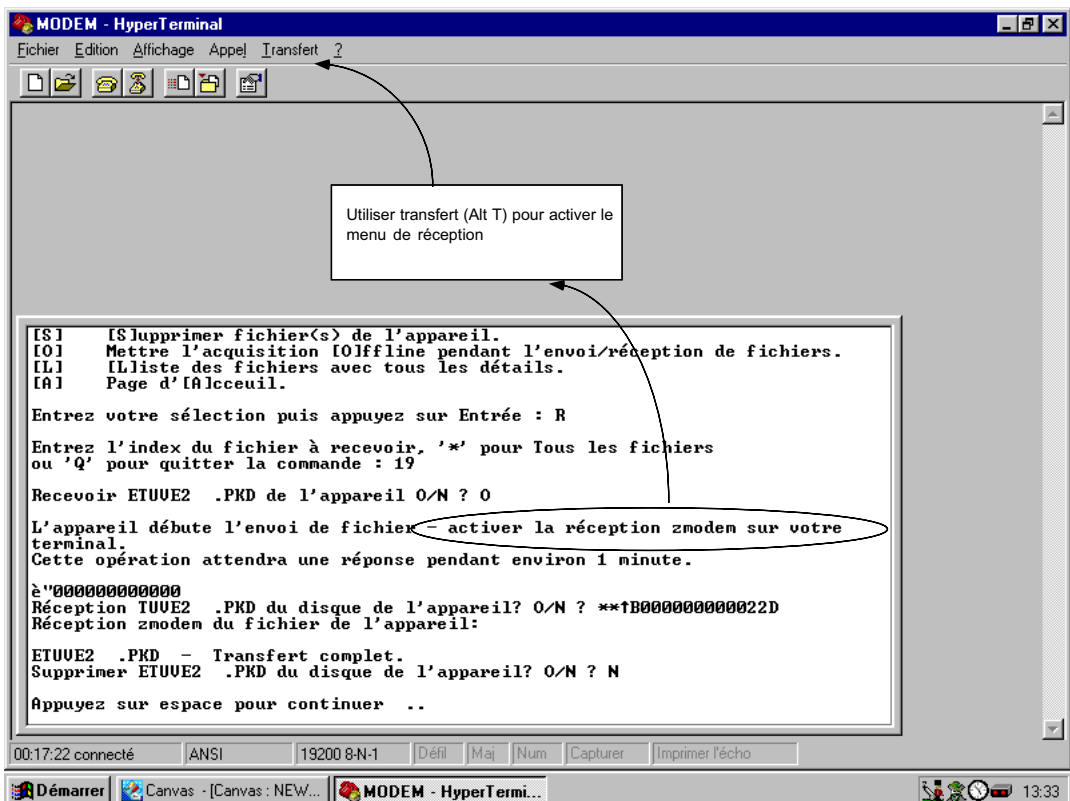 MODEM - HyperTerminal
Fichier Edition Affichage Appel Transfert ?
Utiliser transfert (Alt T) pour activer le
menu de réception
[S] [S]upprimer fichier(s) de l'appareil.
[O] Mettre l'acquisition [O]ffline pendant l'envoi/réception de fichiers.
[L] [L]iste des fichiers avec tous les détails.
[A] Page d'[A]cceuil.
Entrez votre sélection puis appuyez sur Entrée : R
Entrez l'index du fichier à recevoir, '*' pour Tous les fichiers
ou 'Q' pour quitter la commande : 19
Recevoir ETUVE2 .PKD de l'appareil O/N ? O
L'appareil débute l'envoi de fichier - activer la réception zmodem sur votre
terminal.
Cette opération attendra une réponse pendant environ 1 minute.
è"000000000000
Réception TUVE2 .PKD du disque de l'appareil? O/N ? **↑B000000000022D
Réception zmodem du fichier de l'appareil:
ETUVE2 .PKD - Transfert complet.
Supprimer ETUVE2 .PKD du disque de l'appareil? O/N ? N
Appuyez sur espace pour continuer ..
00:17:22 connecté ANSI 19200 8-N-1 Défil Maj Num Capturer Imprimer l'écho
Démarrer Canvas - [Canvas : NEW... MODEM - HyperTermi... 13:33